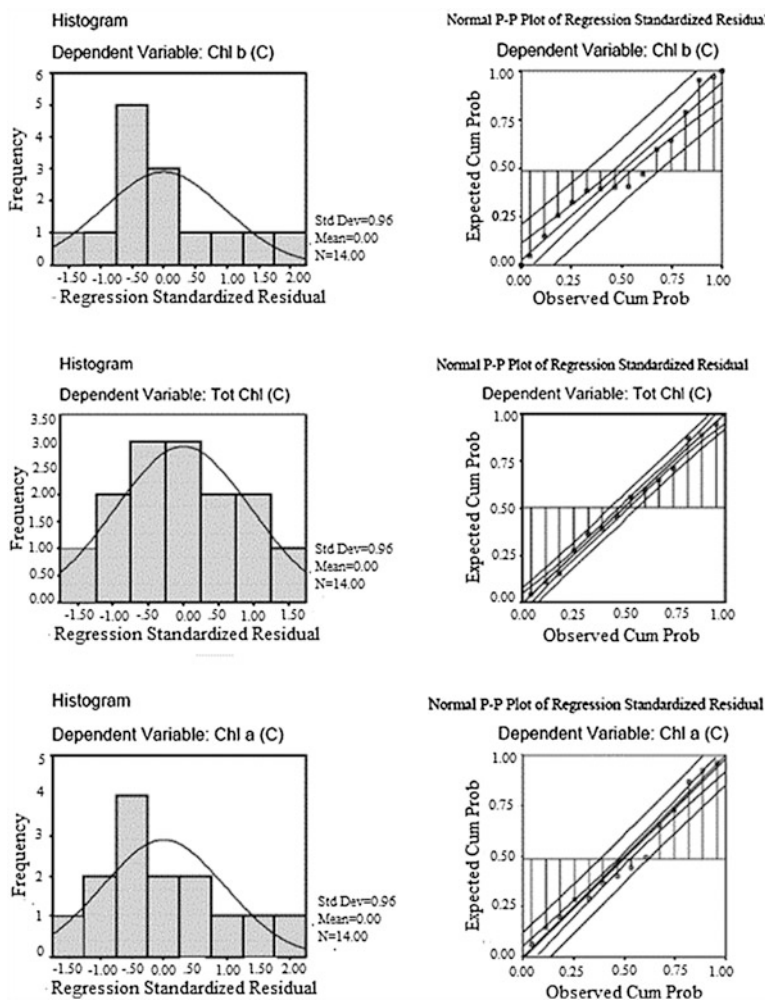 Histogram
Dependent Variable: Chl b (C)
6
5
4
3
2
1
0
Frequency
-1.50 -1.00 -.50 0.00 .50 1.00 1.50 2.00
Regression Standardized Residual
Std Dev=0.96
Mean=0.00
N=14.00
Normal P-P Plot of Regression Standardized Residual
Dependent Variable: Chl b (C)
1.00
0.75
0.50
0.25
0.00
Expected Cum Prob
0.00 0.25 0.50 0.75 1.00
Observed Cum Prob
Histogram
Dependent Variable: Tot Chl (C)
3.50
3.00
2.50
2.00
1.50
1.00
0.50
0.00
Frequency
-1.50 -1.00 -.50 0.00 .50 1.00 1.50
Regression Standardized Residual
Std Dev=0.96
Mean=0.00
N=14.00
Normal P-P Plot of Regression Standardized Residual
Dependent Variable: Tot Chl (C)
1.00
0.75
0.50
0.25
0.00
Expected Cum Prob
0.00 0.25 0.50 0.75 1.00
Observed Cum Prob
Histogram
Dependent Variable: Chl a (C)
5
4
3
2
1
0
Frequency
-1.50 -1.00 -.50 0.00 .50 1.00 1.50 2.00
Regression Standardized Residual
Std Dev=0.96
Mean=0.00
N=14.00
Normal P-P Plot of Regression Standardized Residual
Dependent Variable: Chl a (C)
1.00
0.75
0.50
0.25
0.00
Expected Cum Prob
0.00 0.25 0.50 0.75 1.00
Observed Cum Prob